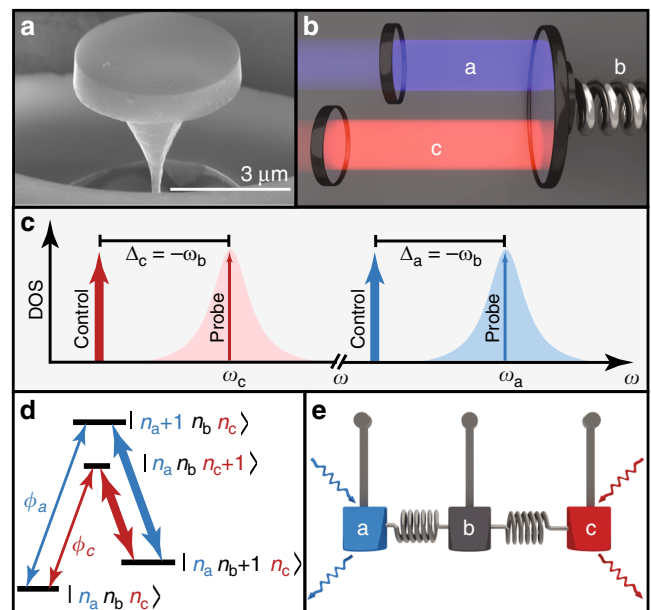 a
3 μm
b
a
b
c
c
DOS
Control
Δc = −ωb
Probe
ωc
ω
Control
Δa = −ωb
Probe
ωa
ω
d
| na+1 nb nc ⟩
| na nb nc+1 ⟩
ϕa
ϕc
| na nb+1 nc ⟩
| na nb nc ⟩
e
a
b
c